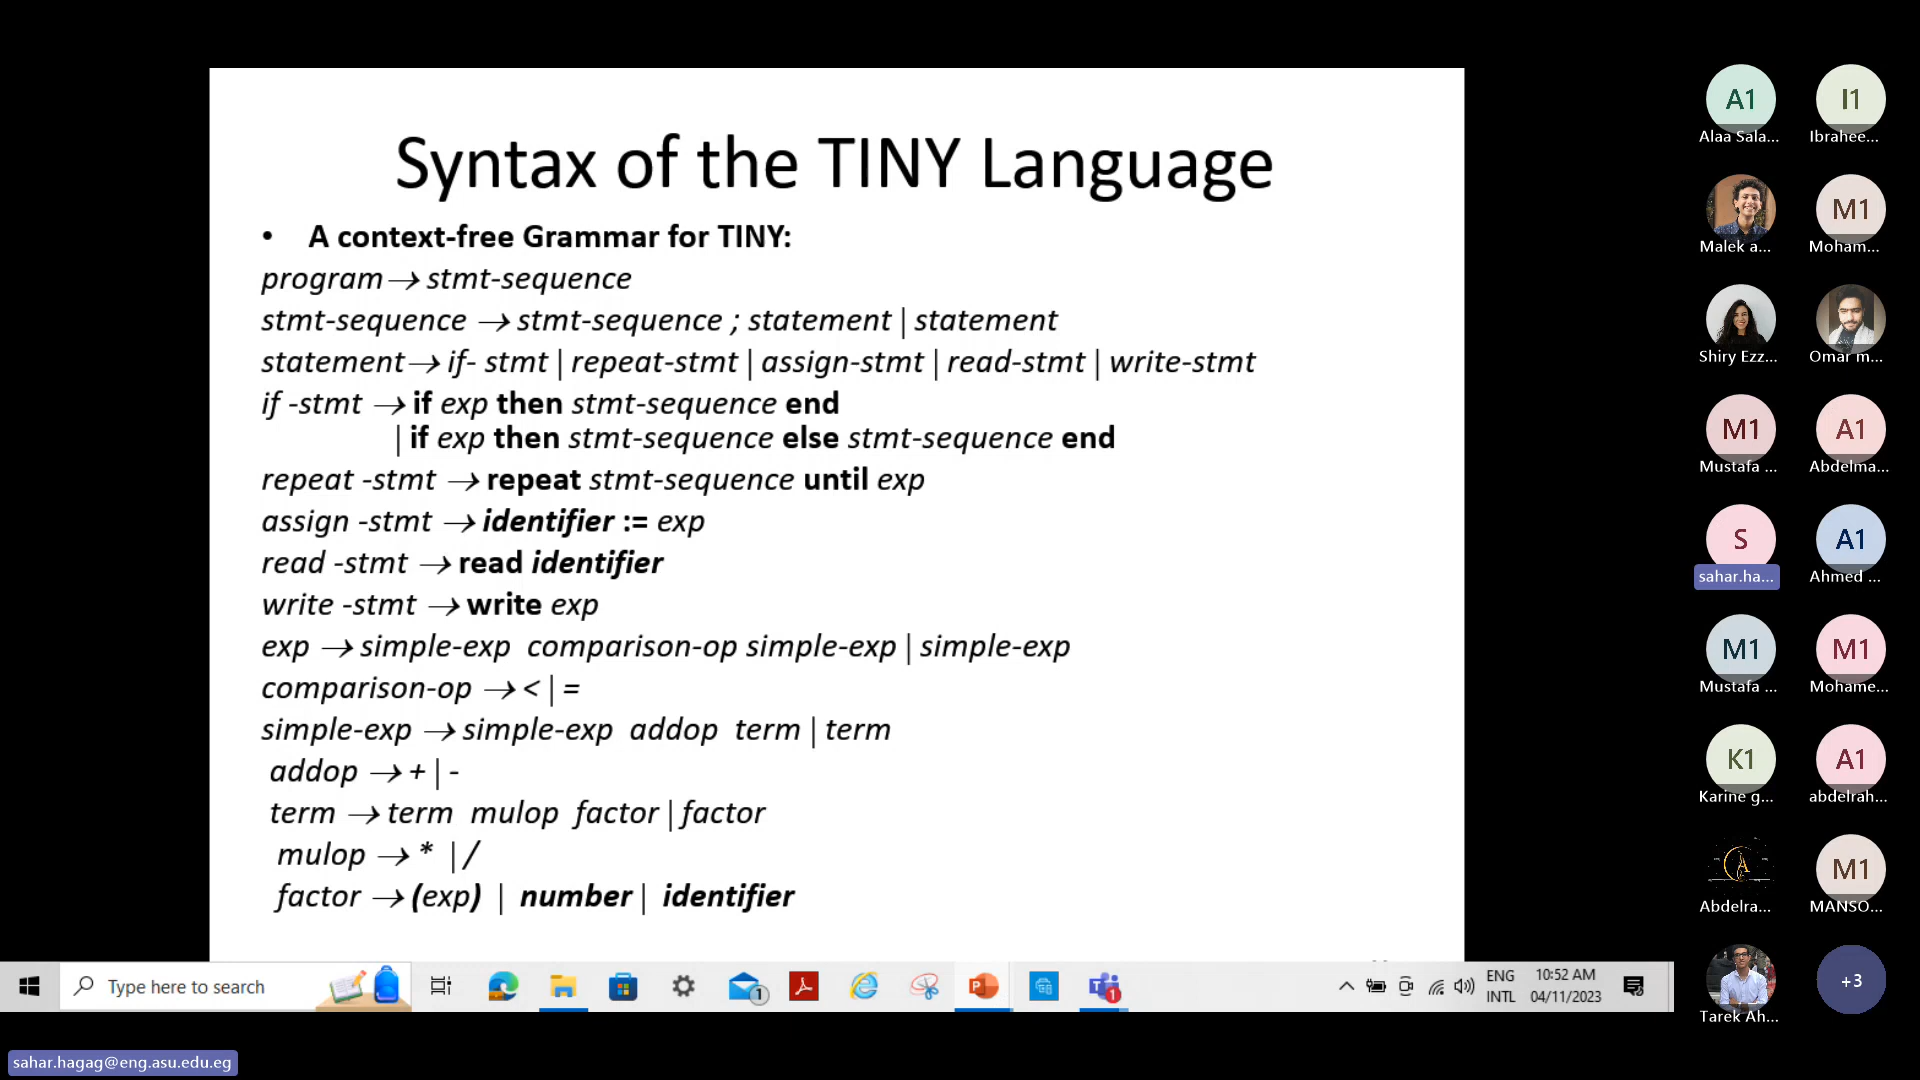 Syntax of the TINY Language
• A context-free Grammar for TINY:
program→ stmt-sequence
stmt-sequence → stmt-sequence ; statement | statement
statement→ if- stmt | repeat-stmt | assign-stmt | read-stmt | write-stmt
if -stmt → if exp then stmt-sequence end
| if exp then stmt-sequence else stmt-sequence end
repeat -stmt → repeat stmt-sequence until exp
assign -stmt → identifier := exp
read -stmt → read identifier
write -stmt → write exp
exp → simple-exp comparison-op simple-exp | simple-exp
comparison-op → < | =
simple-exp → simple-exp addop term | term
addop → + | -
term → term mulop factor | factor
mulop → * | /
factor → (exp) | number | identifier
Type here to search
1
1
ENG
INTL
10:52 AM
04/11/2023
sahar.hagag@eng.asu.edu.eg
A1
I1
Alaa Sala...
Ibrahee...
M1
Malek a...
Moham...
Shiry Ezz...
Omar m...
M1
A1
Mustafa ...
Abdelma...
S
A1
sahar.ha...
Ahmed ...
M1
M1
Mustafa ...
Mohame...
K1
A1
Karine g...
abdelrah...
A
M1
Abdelra...
MANSO...
+3
Tarek Ah...